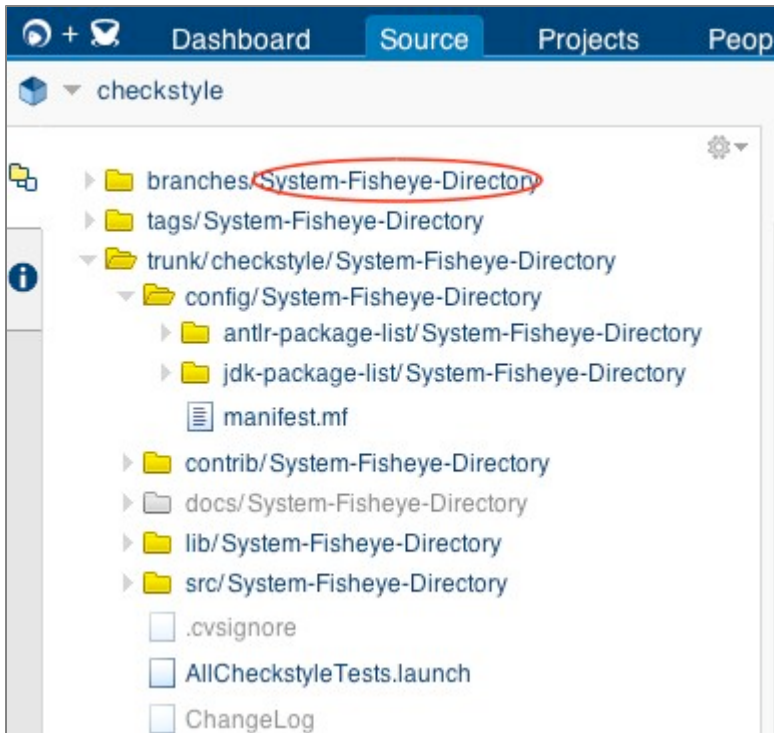 + Dashboard Source Projects Peop
checkstyle
branches/System-Fisheye-Directory
tags/System-Fisheye-Directory
trunk/checkstyle/System-Fisheye-Directory
config/System-Fisheye-Directory
antlr-package-list/System-Fisheye-Directory
jdk-package-list/System-Fisheye-Directory
manifest.mf
contrib/System-Fisheye-Directory
docs/System-Fisheye-Directory
lib/System-Fisheye-Directory
src/System-Fisheye-Directory
.cvsignore
AllCheckstyleTests.launch
ChangeLog